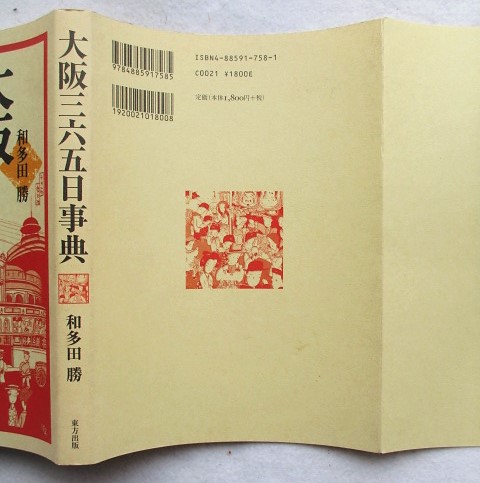 大阪
和多田 勝
大阪三六五日事典
和多田 勝
東方出版
9784885917585
1920021018008
ISBN4-88591-758-1
C0021 ¥1800E
定価(本体1,800円+税)